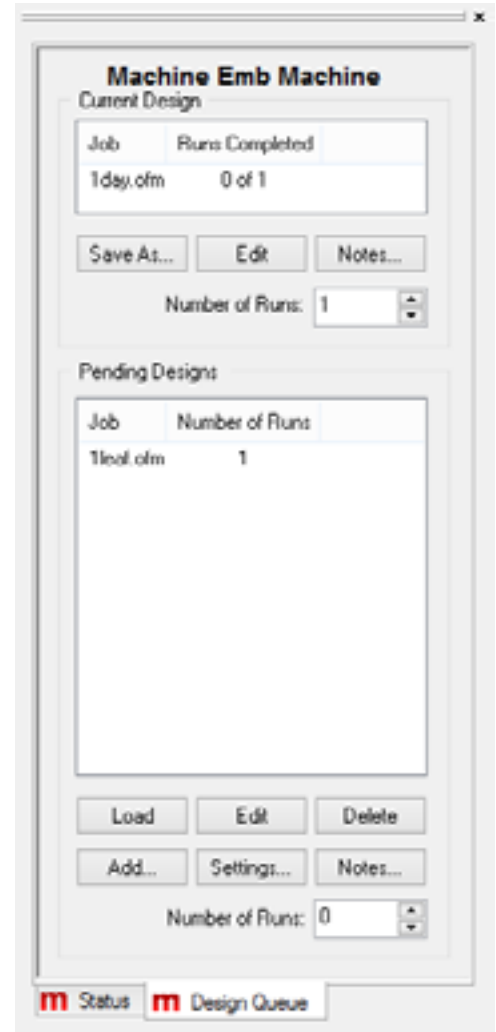 x
Machine Emb Machine
Current Design
Job Runs Completed
1day.ofm 0 of 1
Save As... Edit Notes...
Number of Runs: 1
Pending Designs
Job Number of Runs
1leaf.ofm 1
Load Edit Delete
Add... Settings... Notes...
Number of Runs: 0
m Status m Design Queue